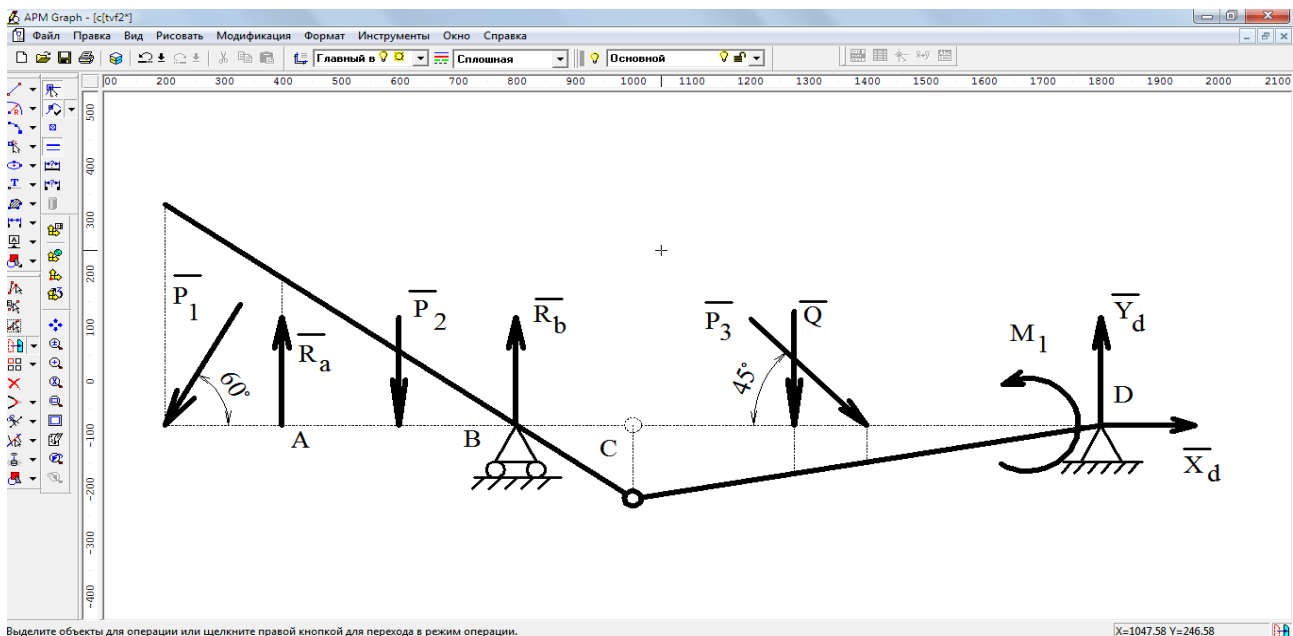 APM Graph - [c[tvf2*]
Файл Правка Вид Рисовать Модификация Формат Инструменты Окно Справка
Главный в Сплошная Основной
00 200 300 400 500 600 700 800 900 1000 1100 1200 1300 1400 1500 1600 1700 1800 1900 2000 2100
500
400
300
200
100
0
-100
-200
-300
-400
P1
60°
Ra
A
P2
Rb
B
C
P3
45°
Q
M1
Yd
D
Xd
Выделите объекты для операции или щелкните правой кнопкой для перехода в режим операции.
X=1047.58 Y=246.58